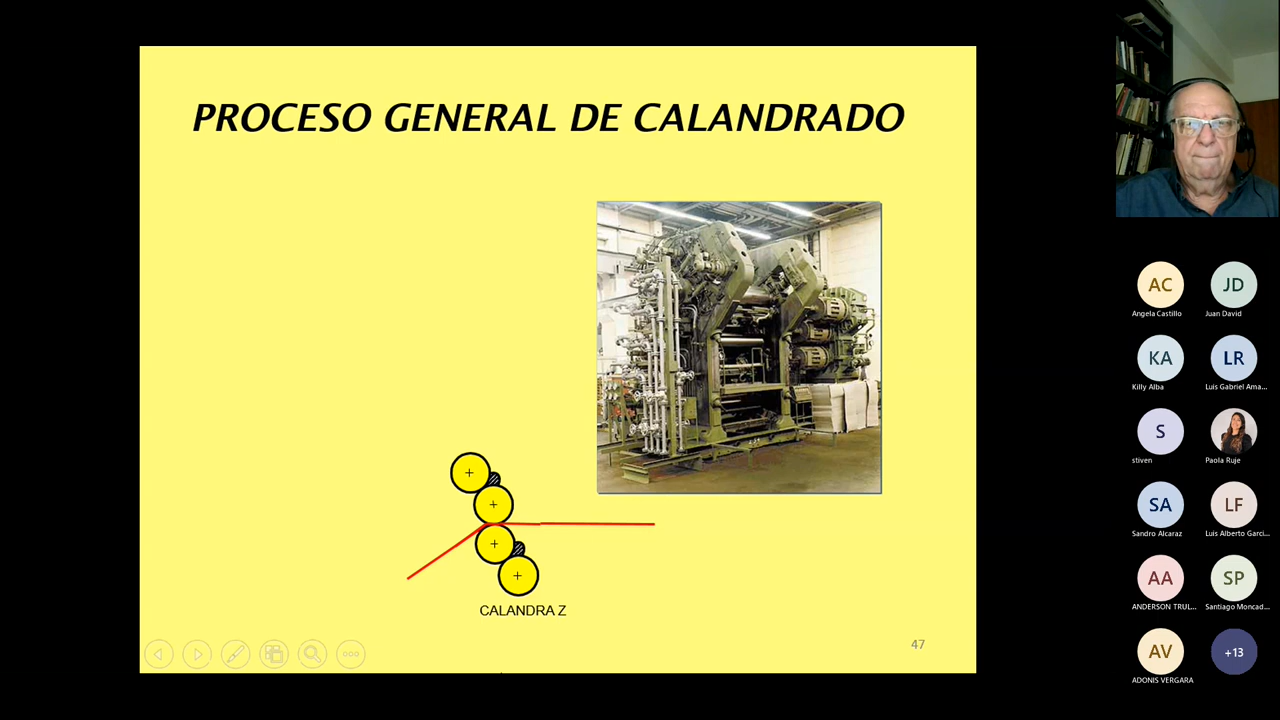 PROCESO GENERAL DE CALANDRADO
CALANDRA Z
47
AC
JD
Angela Castillo
Juan David
KA
LR
Killy Alba
Luis Gabriel Ama...
S
stiven
Paola Ruje
SA
LF
Sandro Alcaraz
Luis Alberto Garci...
AA
SP
ANDERSON TRUL...
Santiago Moncad...
AV
+13
ADONIS VERGARA